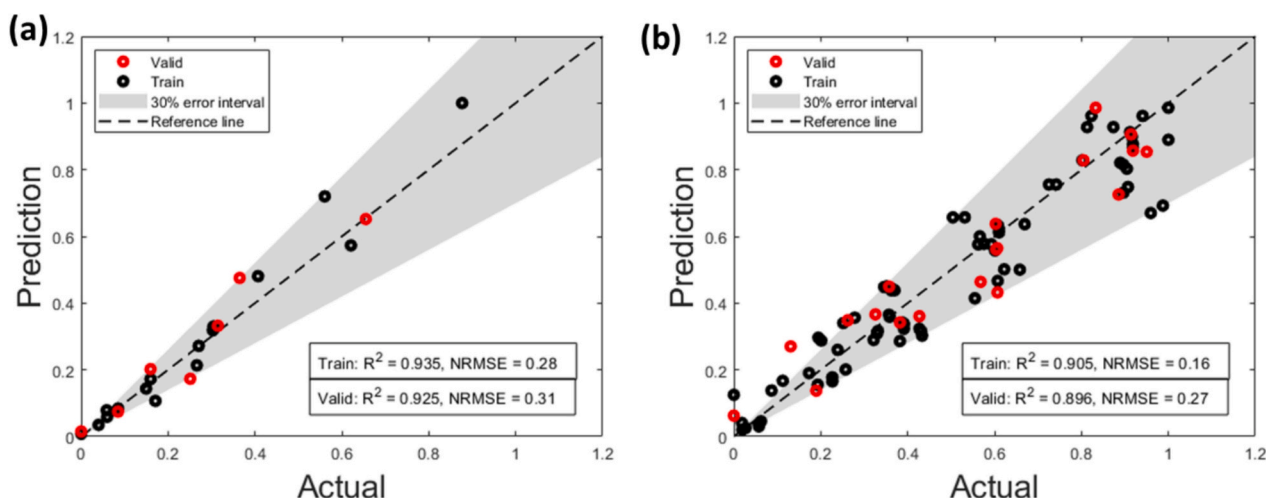 (a)
1.2
1
0.8
0.6
0.4
0.2
0
Prediction
Valid
Train
30% error interval
Reference line
Train: R² = 0.935, NRMSE = 0.28
Valid: R² = 0.925, NRMSE = 0.31
0 0.2 0.4 0.6 0.8 1 1.2
Actual
(b)
1.2
1
0.8
0.6
0.4
0.2
0
Prediction
Valid
Train
30% error interval
Reference line
Train: R² = 0.905, NRMSE = 0.16
Valid: R² = 0.896, NRMSE = 0.27
0 0.2 0.4 0.6 0.8 1 1.2
Actual